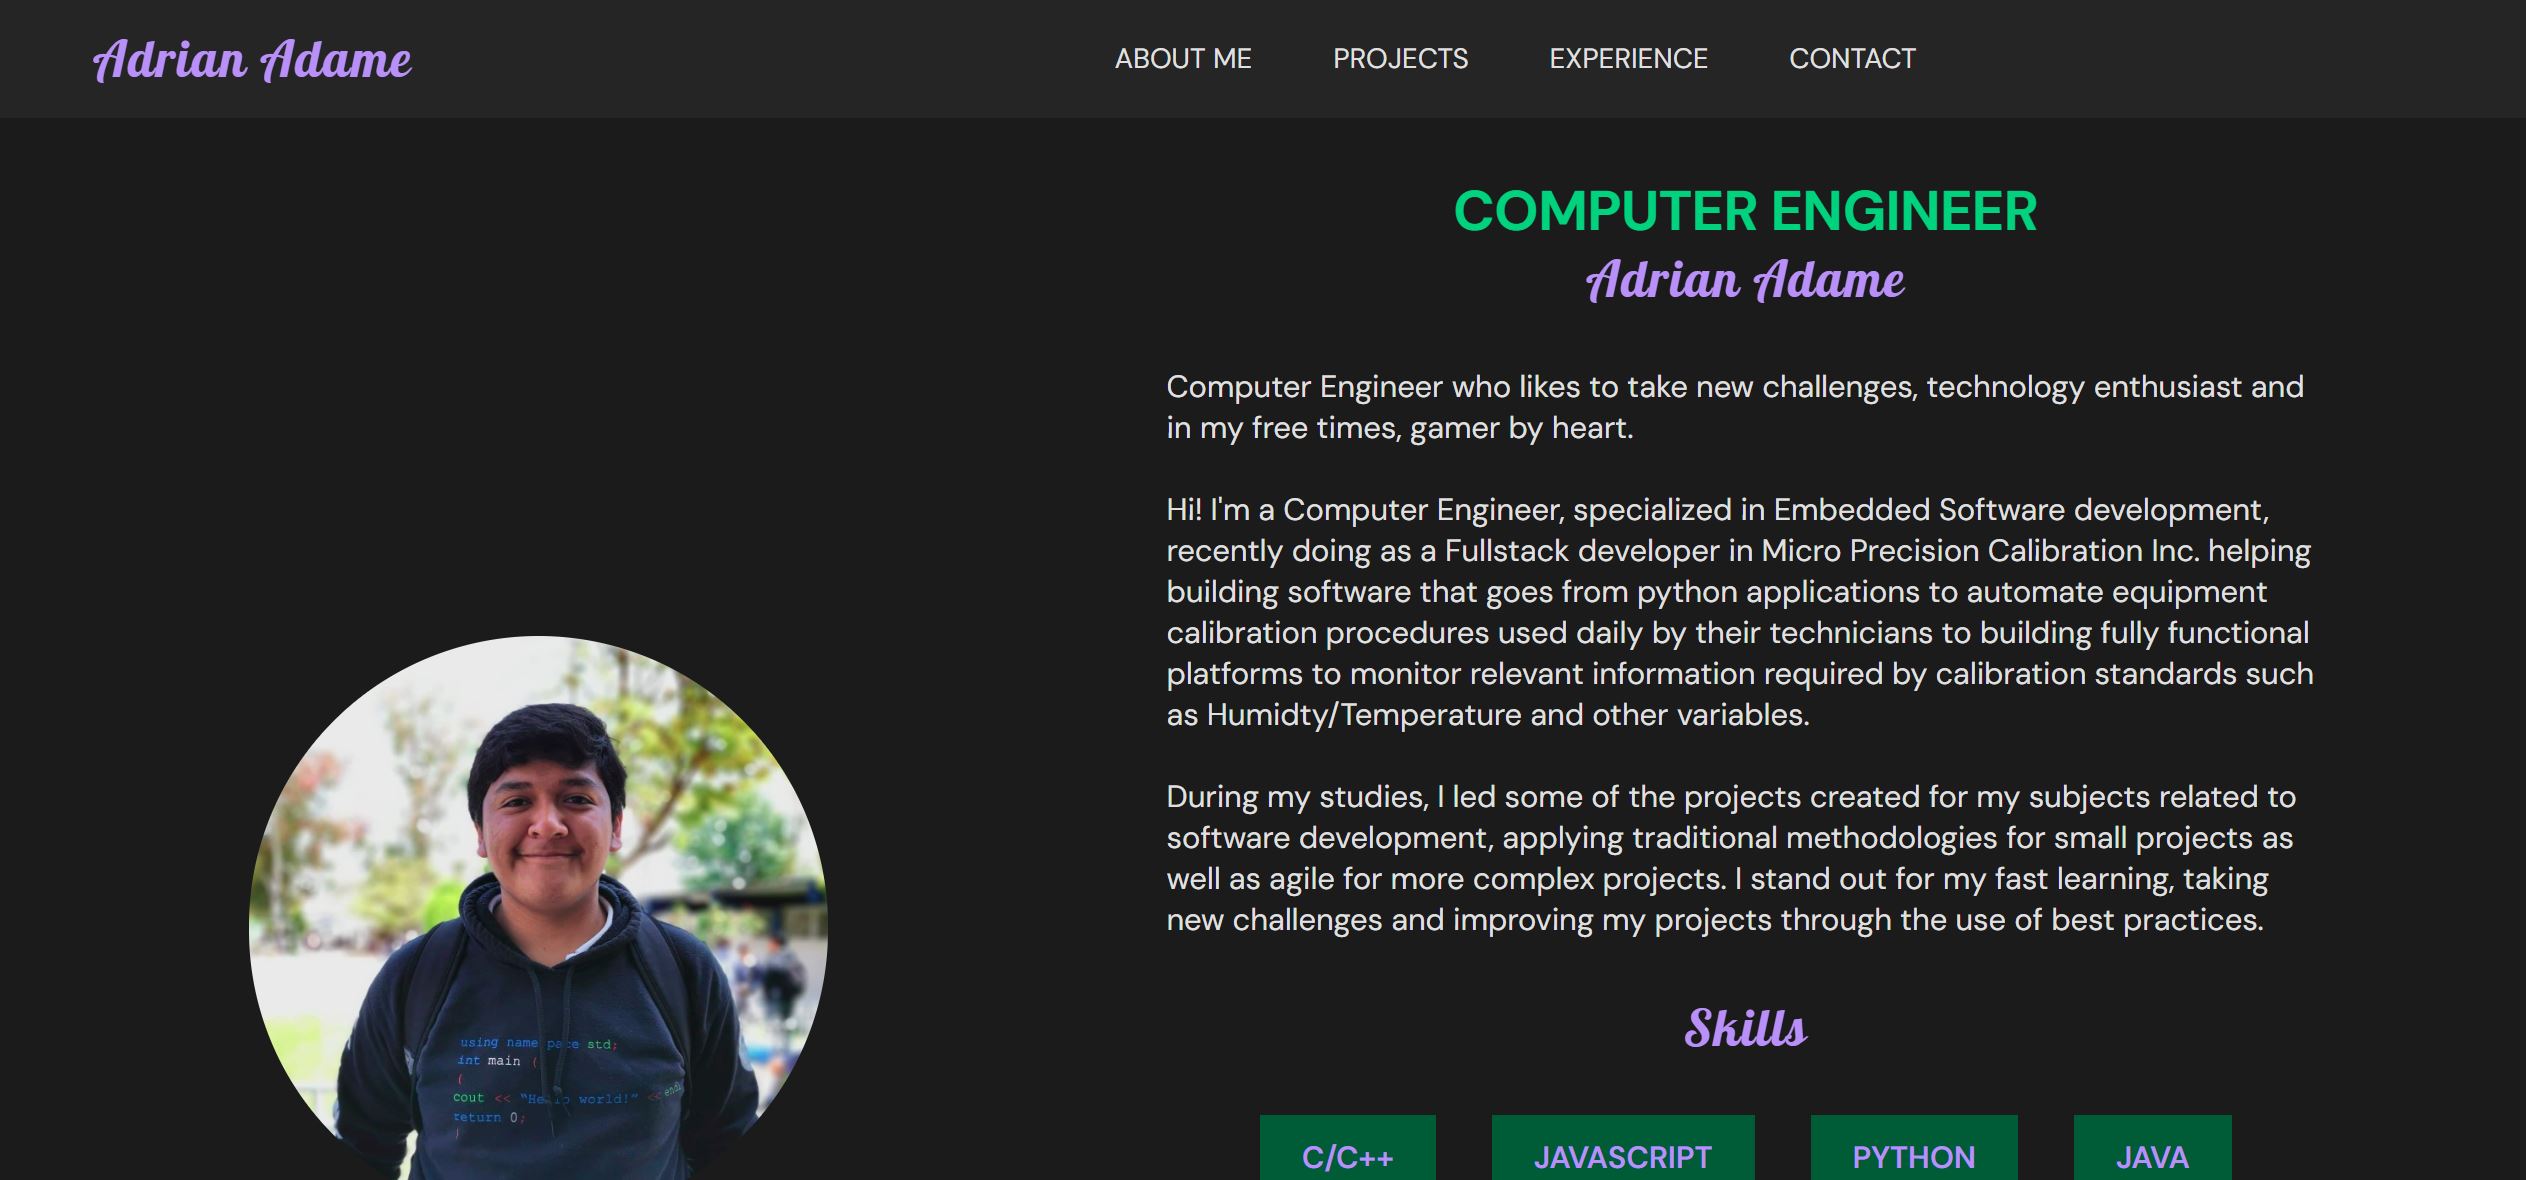 Adrian Adame
ABOUT ME
PROJECTS
EXPERIENCE
CONTACT
COMPUTER ENGINEER
Adrian Adame
Computer Engineer who likes to take new challenges, technology enthusiast and
in my free times, gamer by heart.
Hi! I'm a Computer Engineer, specialized in Embedded Software development,
recently doing as a Fullstack developer in Micro Precision Calibration Inc. helping
building software that goes from python applications to automate equipment
calibration procedures used daily by their technicians to building fully functional
platforms to monitor relevant information required by calibration standards such
as Humidty/Temperature and other variables.
During my studies, I led some of the projects created for my subjects related to
software development, applying traditional methodologies for small projects as
well as agile for more complex projects. I stand out for my fast learning, taking
new challenges and improving my projects through the use of best practices.
using name pace std;
int main (
(
cout << "Hello world!" << endl
return 0;
)
Skills
C/C++
JAVASCRIPT
PYTHON
JAVA